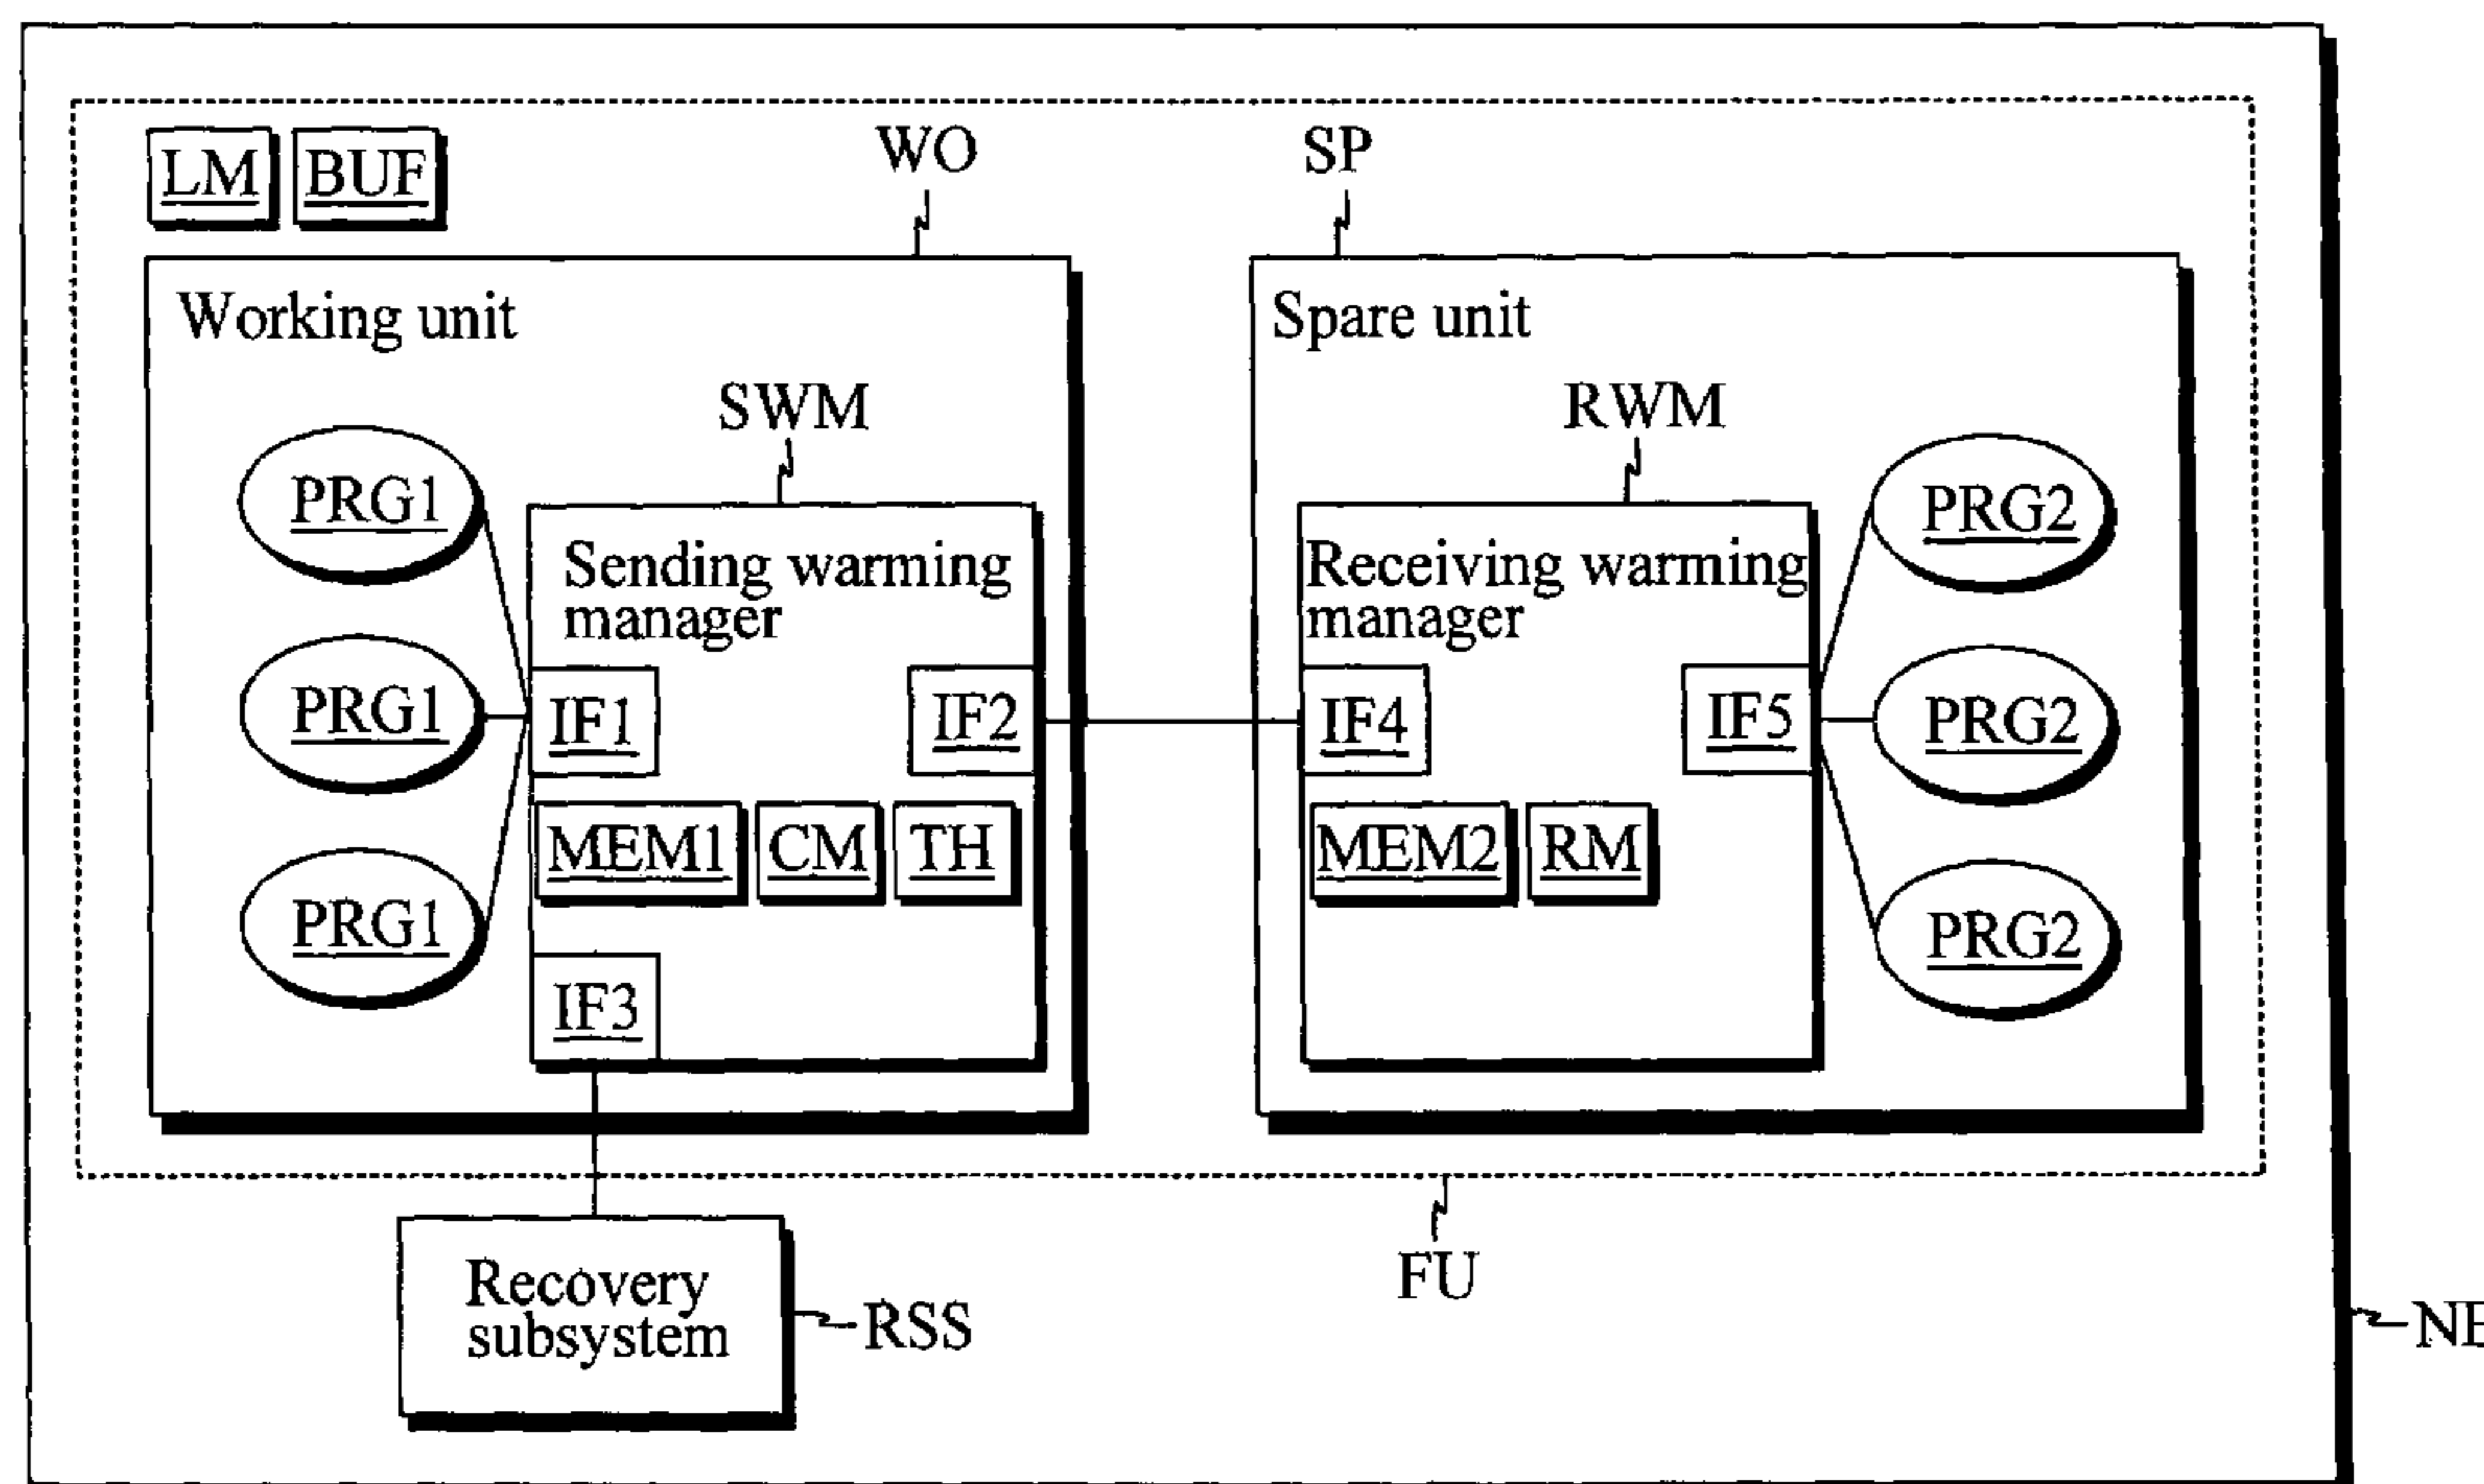 LM BUF
WO
SP
Working unit
Spare unit
SWM
RWM
PRG1
PRG1
PRG1
Sending warming
manager
IF1
IF2
MEM1 CM TH
IF3
Receiving warming
manager
IF4
IF5
MEM2 RM
PRG2
PRG2
PRG2
Recovery
subsystem
RSS
FU